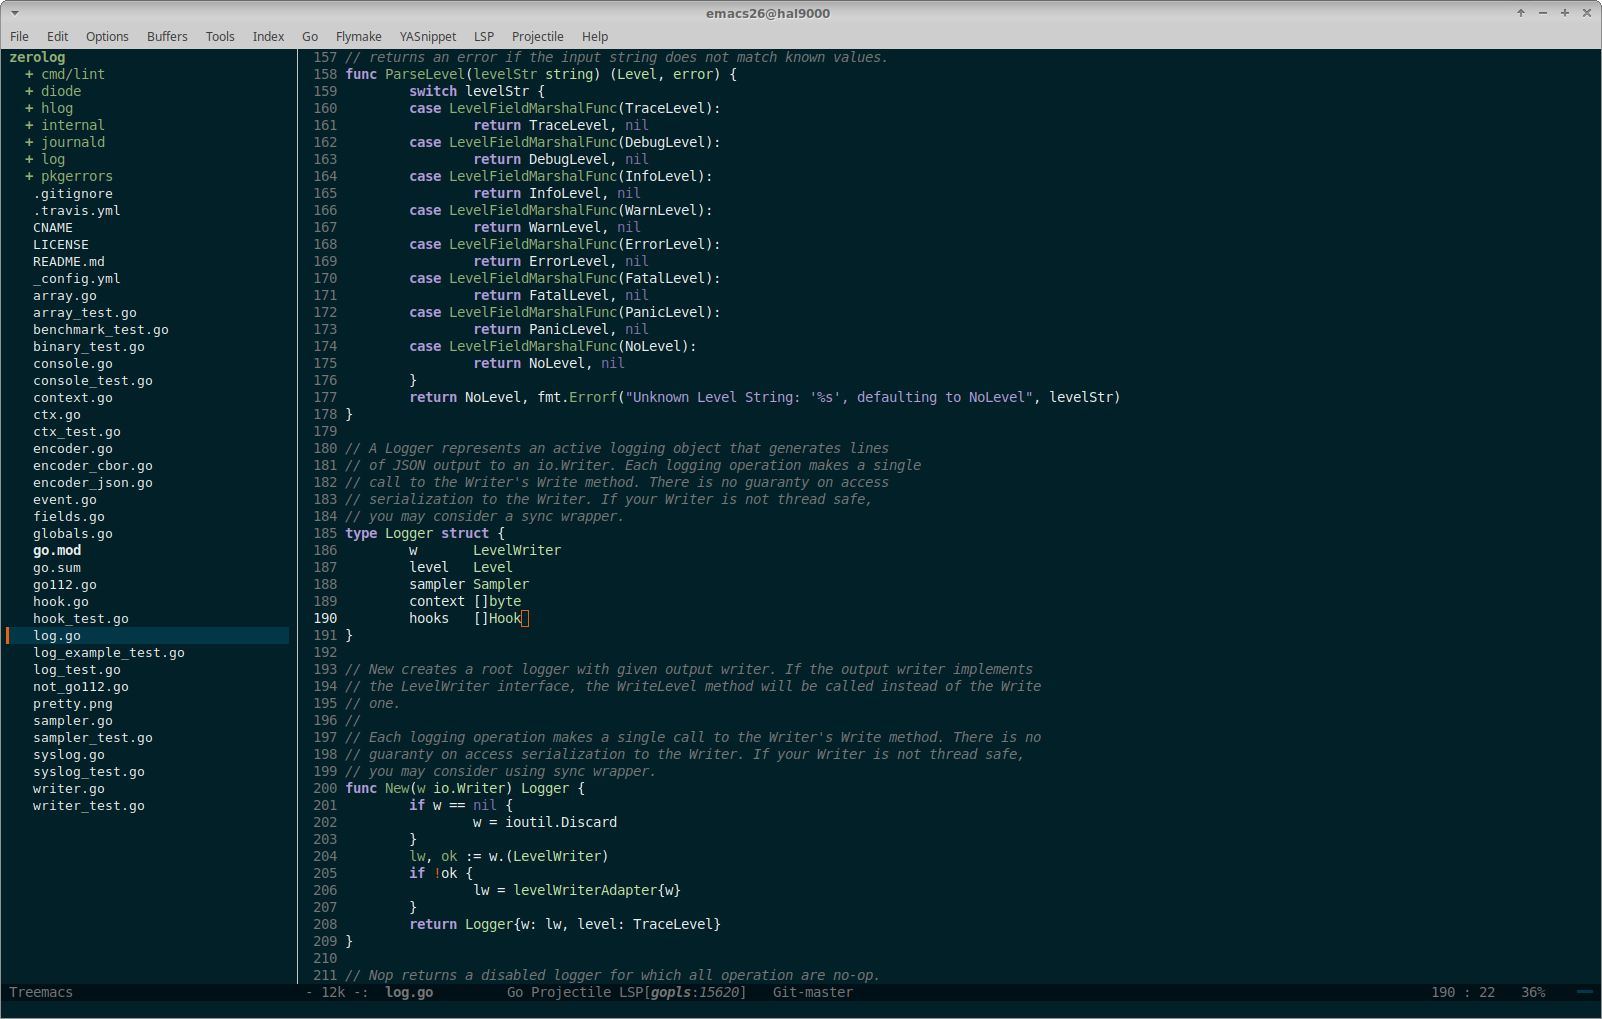 emacs26@hal9000
File Edit Options Buffers Tools Index Go Flymake YASnippet LSP Projectile Help
zerolog
+ cmd/lint
+ diode
+ hlog
+ internal
+ journald
+ log
+ pkgerrors
.gitignore
.travis.yml
CNAME
LICENSE
README.md
_config.yml
array.go
array_test.go
benchmark_test.go
binary_test.go
console.go
console_test.go
context.go
ctx.go
ctx_test.go
encoder.go
encoder_cbor.go
encoder_json.go
event.go
fields.go
globals.go
go.mod
go.sum
go112.go
hook.go
hook_test.go
log.go
log_example_test.go
log_test.go
not_go112.go
pretty.png
sampler.go
sampler_test.go
syslog.go
syslog_test.go
writer.go
writer_test.go
157 // returns an error if the input string does not match known values.
158 func ParseLevel(levelStr string) (Level, error) {
159         switch levelStr {
160         case LevelFieldMarshalFunc(TraceLevel):
161                 return TraceLevel, nil
162         case LevelFieldMarshalFunc(DebugLevel):
163                 return DebugLevel, nil
164         case LevelFieldMarshalFunc(InfoLevel):
165                 return InfoLevel, nil
166         case LevelFieldMarshalFunc(WarnLevel):
167                 return WarnLevel, nil
168         case LevelFieldMarshalFunc(ErrorLevel):
169                 return ErrorLevel, nil
170         case LevelFieldMarshalFunc(FatalLevel):
171                 return FatalLevel, nil
172         case LevelFieldMarshalFunc(PanicLevel):
173                 return PanicLevel, nil
174         case LevelFieldMarshalFunc(NoLevel):
175                 return NoLevel, nil
176         }
177         return NoLevel, fmt.Errorf("Unknown Level String: '%s', defaulting to NoLevel", levelStr)
178 }
179
180 // A Logger represents an active logging object that generates lines
181 // of JSON output to an io.Writer. Each logging operation makes a single
182 // call to the Writer's Write method. There is no guaranty on access
183 // serialization to the Writer. If your Writer is not thread safe,
184 // you may consider a sync wrapper.
185 type Logger struct {
186         w       LevelWriter
187         level   Level
188         sampler Sampler
189         context []byte
190         hooks   []Hook
191 }
192
193 // New creates a root logger with given output writer. If the output writer implements
194 // the LevelWriter interface, the WriteLevel method will be called instead of the Write
195 // one.
196 //
197 // Each logging operation makes a single call to the Writer's Write method. There is no
198 // guaranty on access serialization to the Writer. If your Writer is not thread safe,
199 // you may consider using sync wrapper.
200 func New(w io.Writer) Logger {
201         if w == nil {
202                 w = ioutil.Discard
203         }
204         lw, ok := w.(LevelWriter)
205         if !ok {
206                 lw = levelWriterAdapter{w}
207         }
208         return Logger{w: lw, level: TraceLevel}
209 }
210
211 // Nop returns a disabled logger for which all operation are no-op.
Treemacs
- 12k -: log.go Go Projectile LSP[gopls:15620] Git-master 190 : 22 36%